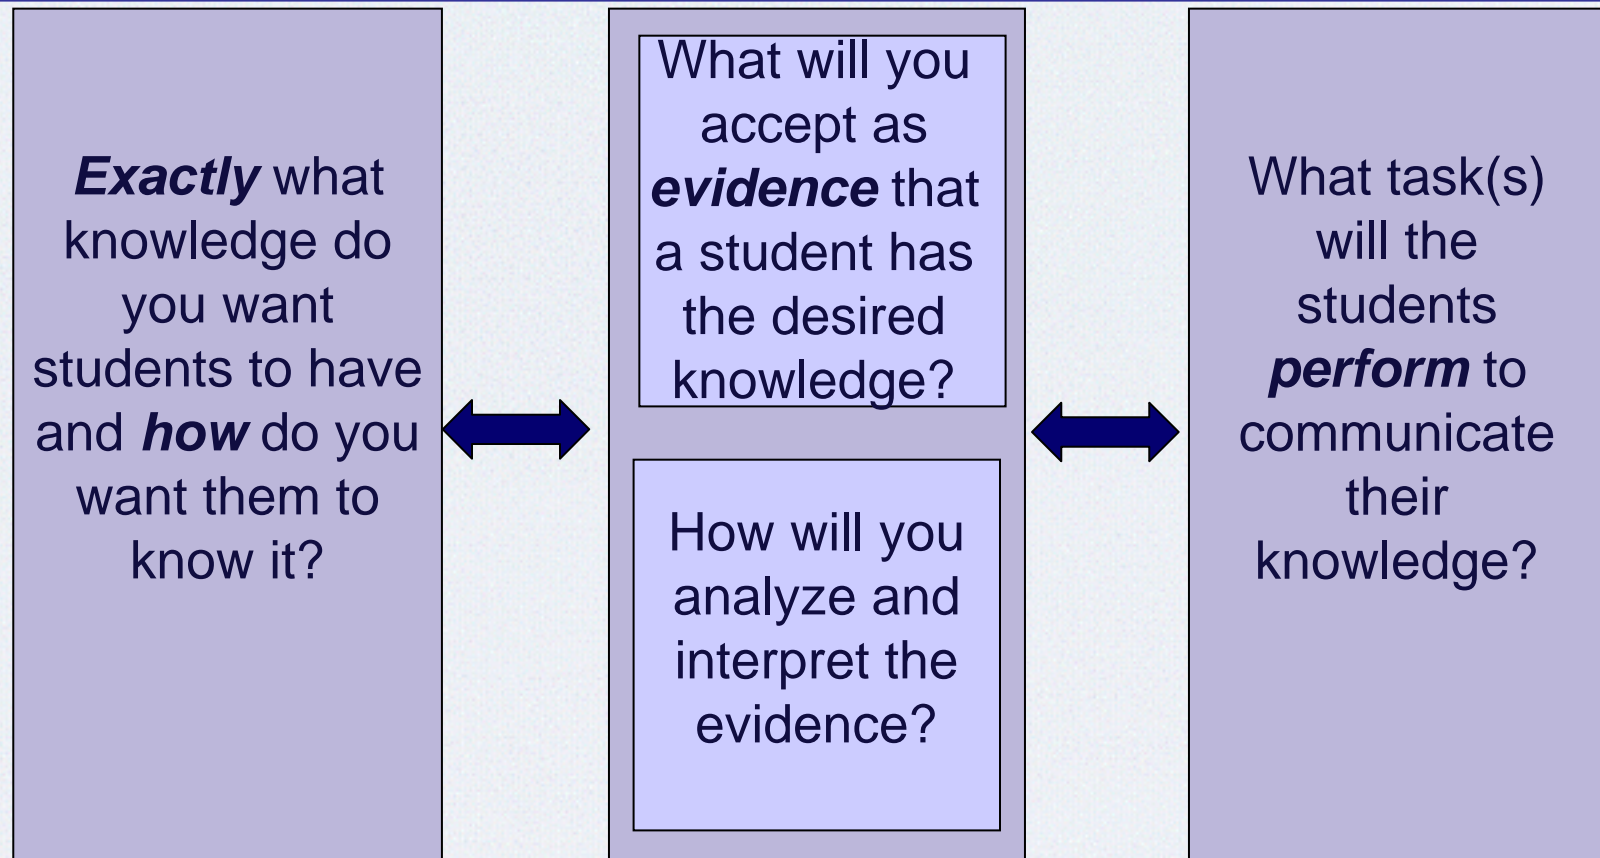 Exactly what
knowledge do
you want
students to have
and how do you
want them to
know it?
What will you
accept as
evidence that
a student has
the desired
knowledge?
How will you
analyze and
interpret the
evidence?
What task(s)
will the
students
perform to
communicate
their
knowledge?